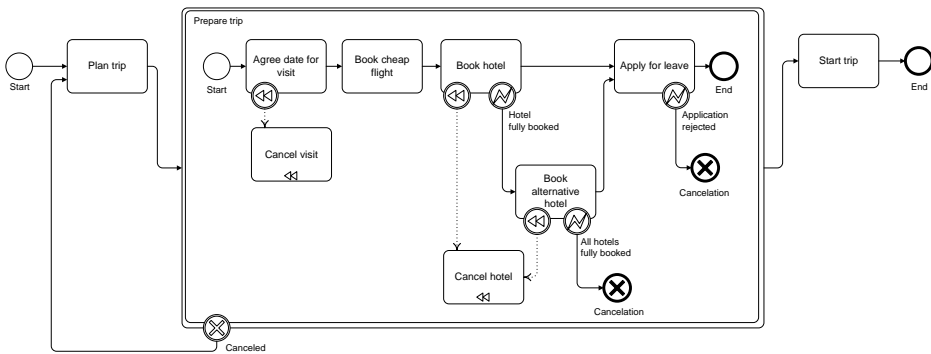 Prepare trip
Start
Plan trip
Start
Agree date for
visit
Book cheap
flight
Book hotel
Apply for leave
End
Start trip
End
Hotel
fully booked
Application
rejected
Cancel visit
Book
alternative
hotel
Cancelation
All hotels
fully booked
Cancel hotel
Cancelation
Canceled